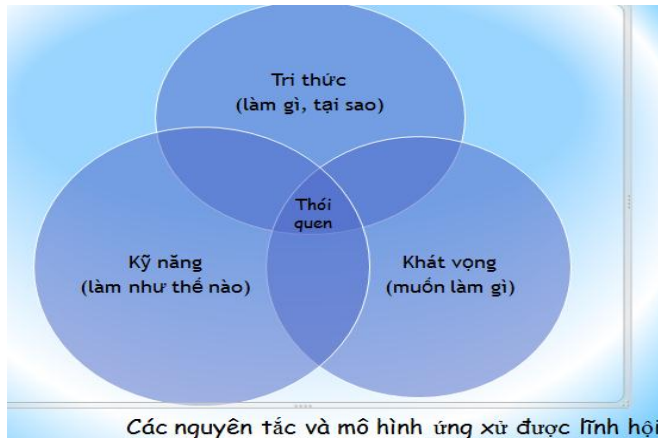 Tri thức
(làm gì, tại sao)
Thói
quen
Kỹ năng
(làm như thế nào)
Khát vọng
(muốn làm gì)
Các nguyên tắc và mô hình ứng xử được lĩnh hội